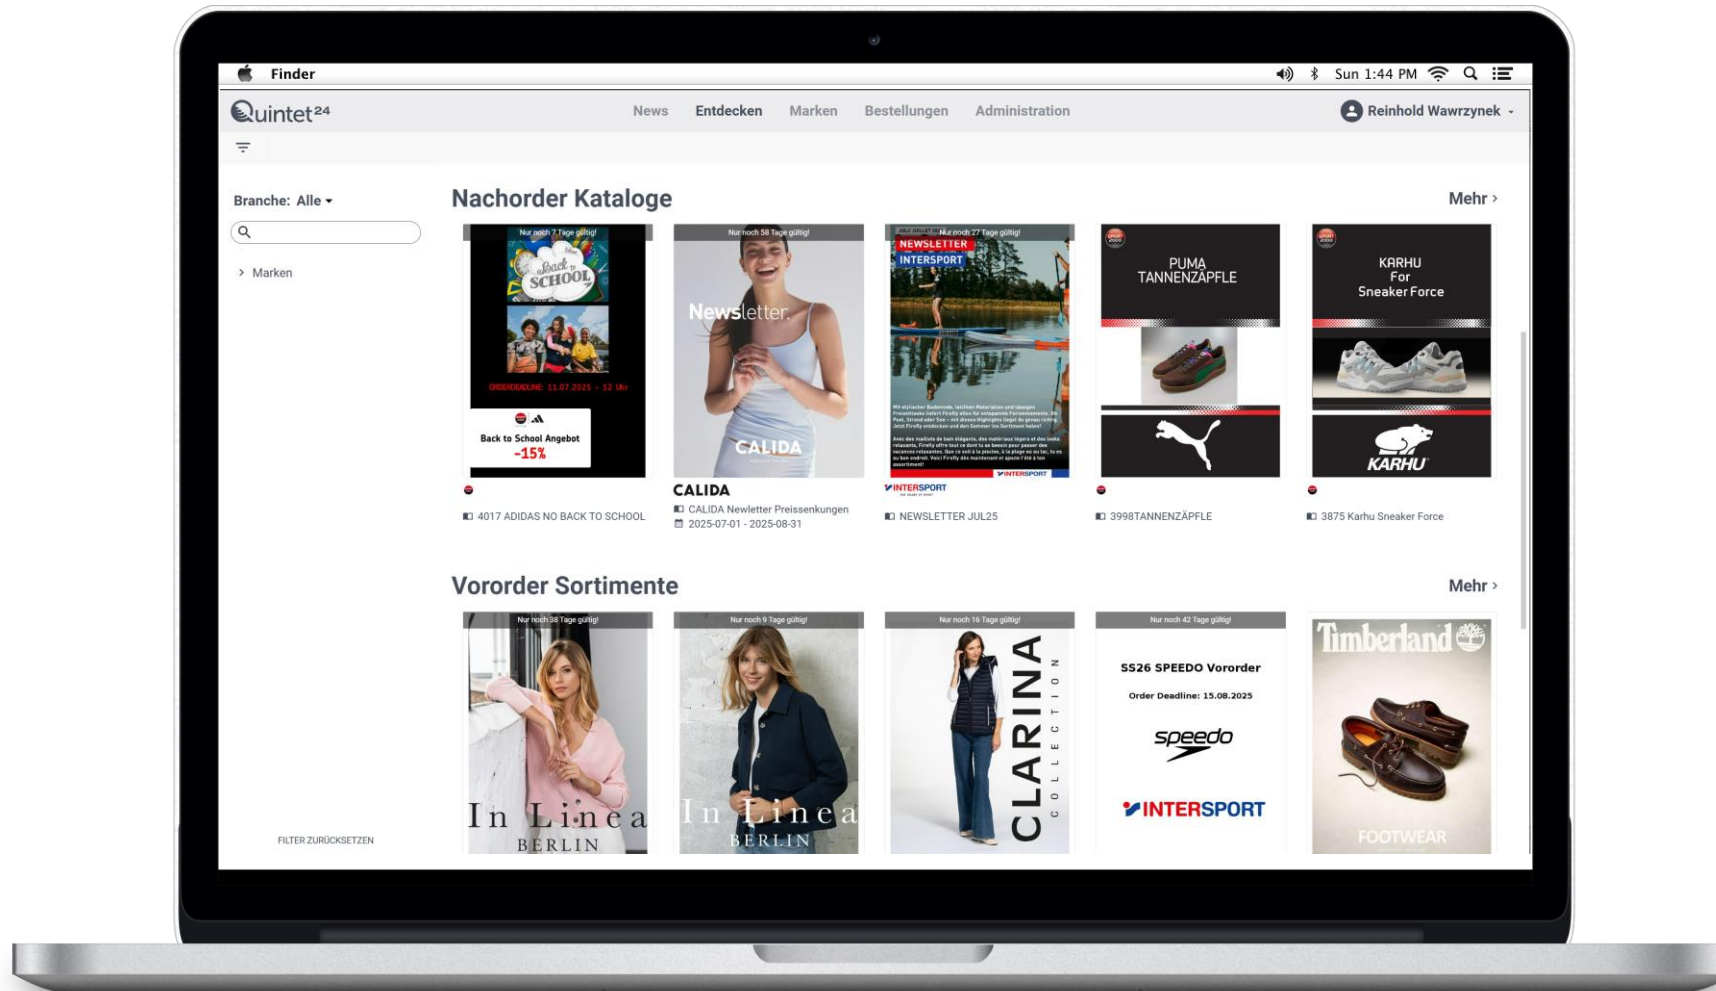 Finder
Sun 1:44 PM
Quintet24
News Entdecken Marken Bestellungen Administration
Reinhold Wawrzynek
Branche: Alle
Marken
FILTER ZURÜCKSETZEN
Nachorder Kataloge
Mehr
Nur noch 7 Tage gültig!
Back to
SCHOOL
ORDERDEADLINE: 11.07.2025 - 12 Uhr
Back to School Angebot
-15%
4017 ADIDAS NO BACK TO SCHOOL
Nur noch 58 Tage gültig!
Newsletter.
CALIDA
CALIDA
CALIDA Newletter Preissenkungen
2025-07-01 - 2025-08-31
Nur noch 27 Tage gültig!
NEWSLETTER
INTERSPORT
INTERSPORT
INTERSPORT
NEWSLETTER JUL25
SPORT
2000
PUMA
TANNENZÄPFLE
3998TANNENZÄPFLE
SPORT
2000
KARHU
For
Sneaker Force
KARHU
3875 Karhu Sneaker Force
Vororder Sortimente
Mehr
Nur noch 38 Tage gültig!
In Linea
BERLIN
Nur noch 9 Tage gültig!
In Linea
BERLIN
Nur noch 16 Tage gültig!
CLARINA
COLLECTION
Nur noch 42 Tage gültig!
SS26 SPEEDO Vororder
Order Deadline: 15.08.2025
speedo
INTERSPORT
Timberland
FOOTWEAR